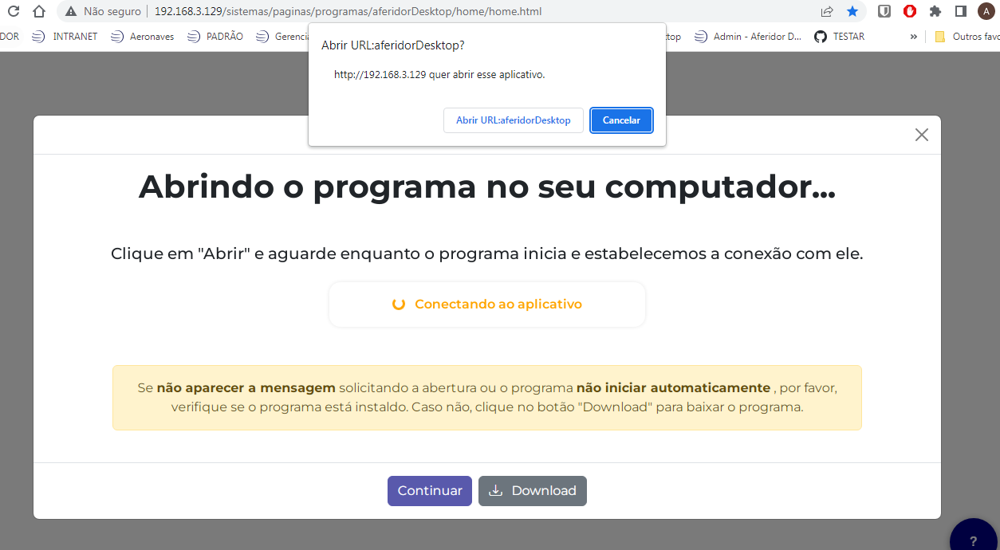 Não seguro
192.168.3.129/sistemas/paginas/programas/aferidorDesktop/home/home.html
A
DOR
INTRANET
Aeronaves
PADRÃO
top
Admin - Aferidor D...
TESTAR
»
Outros favo
Abrir URL:aferidorDesktop?
http://192.168.3.129 quer abrir esse aplicativo.
Abrir URL:aferidorDesktop
Cancelar
Abrindo o programa no seu computador...
Clique em "Abrir" e aguarde enquanto o programa inicia e estabelecemos a conexão com ele.
Conectando ao aplicativo
Se não aparecer a mensagem solicitando a abertura ou o programa não iniciar automaticamente , por favor,
verifique se o programa está instaldo. Caso não, clique no botão "Download" para baixar o programa.
Continuar
Download
?